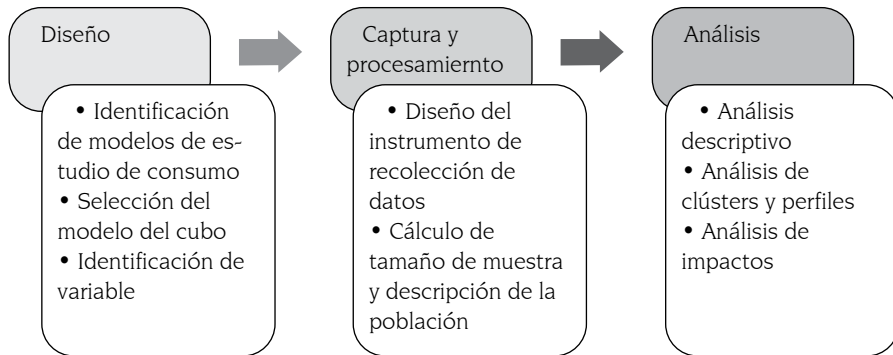 Diseño
• Identificación
de modelos de es-
tudio de consumo
• Selección del
modelo del cubo
• Identificación de
variable
Captura y
procesamiernto
• Diseño del
instrumento de
recolección de
datos
• Cálculo de
tamaño de muestra
y descripción de la
población
Análisis
• Análisis
descriptivo
• Análisis de
clústers y perfiles
• Análisis de
impactos